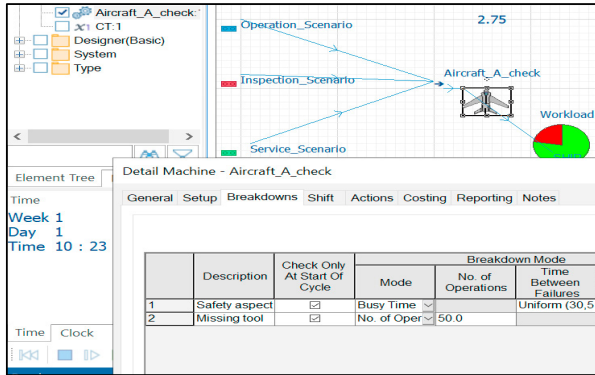 Aircraft_A_check:
CT:1
Designer(Basic)
System
Type
2.75
Operation_Scenario
Aircraft_A_check
Inspection_Scenario
Workload
Service_Scenario
Element Tree
Detail Machine - Aircraft_A_check
General Setup Breakdowns Shift Actions Costing Reporting Notes
Time
Week 1
Day 1
Time 10 : 23
Breakdown Mode
Description
Check Only At Start Of Cycle
Mode
No. of Operations
Time Between Failures
1 Safety aspect Busy Time Uniform (30,5
2 Missing tool No. of Oper 50.0
Time Clock